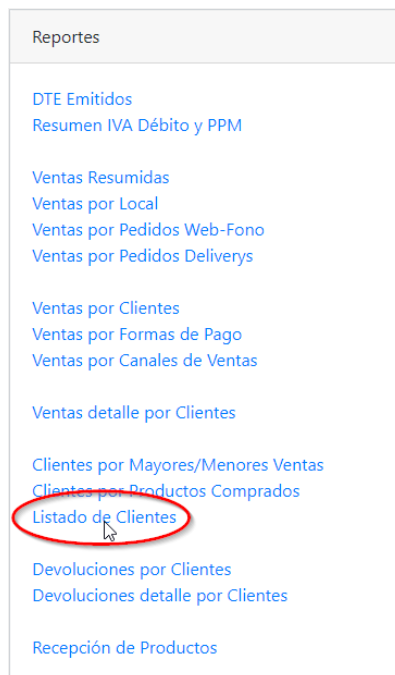 Reportes
DTE Emitidos
Resumen IVA Débito y PPM
Ventas Resumidas
Ventas por Local
Ventas por Pedidos Web-Fono
Ventas por Pedidos Deliverys
Ventas por Clientes
Ventas por Formas de Pago
Ventas por Canales de Ventas
Ventas detalle por Clientes
Clientes por Mayores/Menores Ventas
Clientes por Productos Comprados
Listado de Clientes
Devoluciones por Clientes
Devoluciones detalle por Clientes
Recepción de Productos